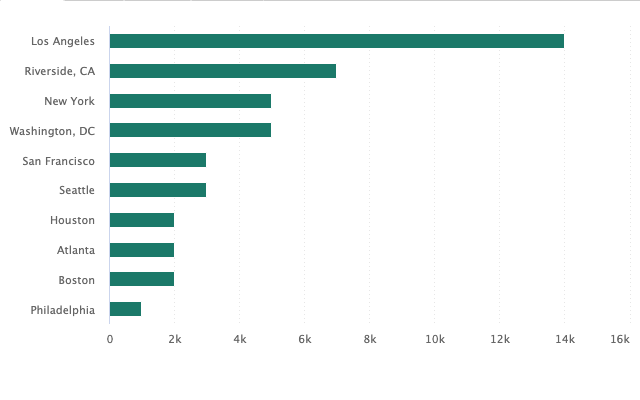 Los Angeles
Riverside, CA
New York
Washington, DC
San Francisco
Seattle
Houston
Atlanta
Boston
Philadelphia
0 2k 4k 6k 8k 10k 12k 14k 16k